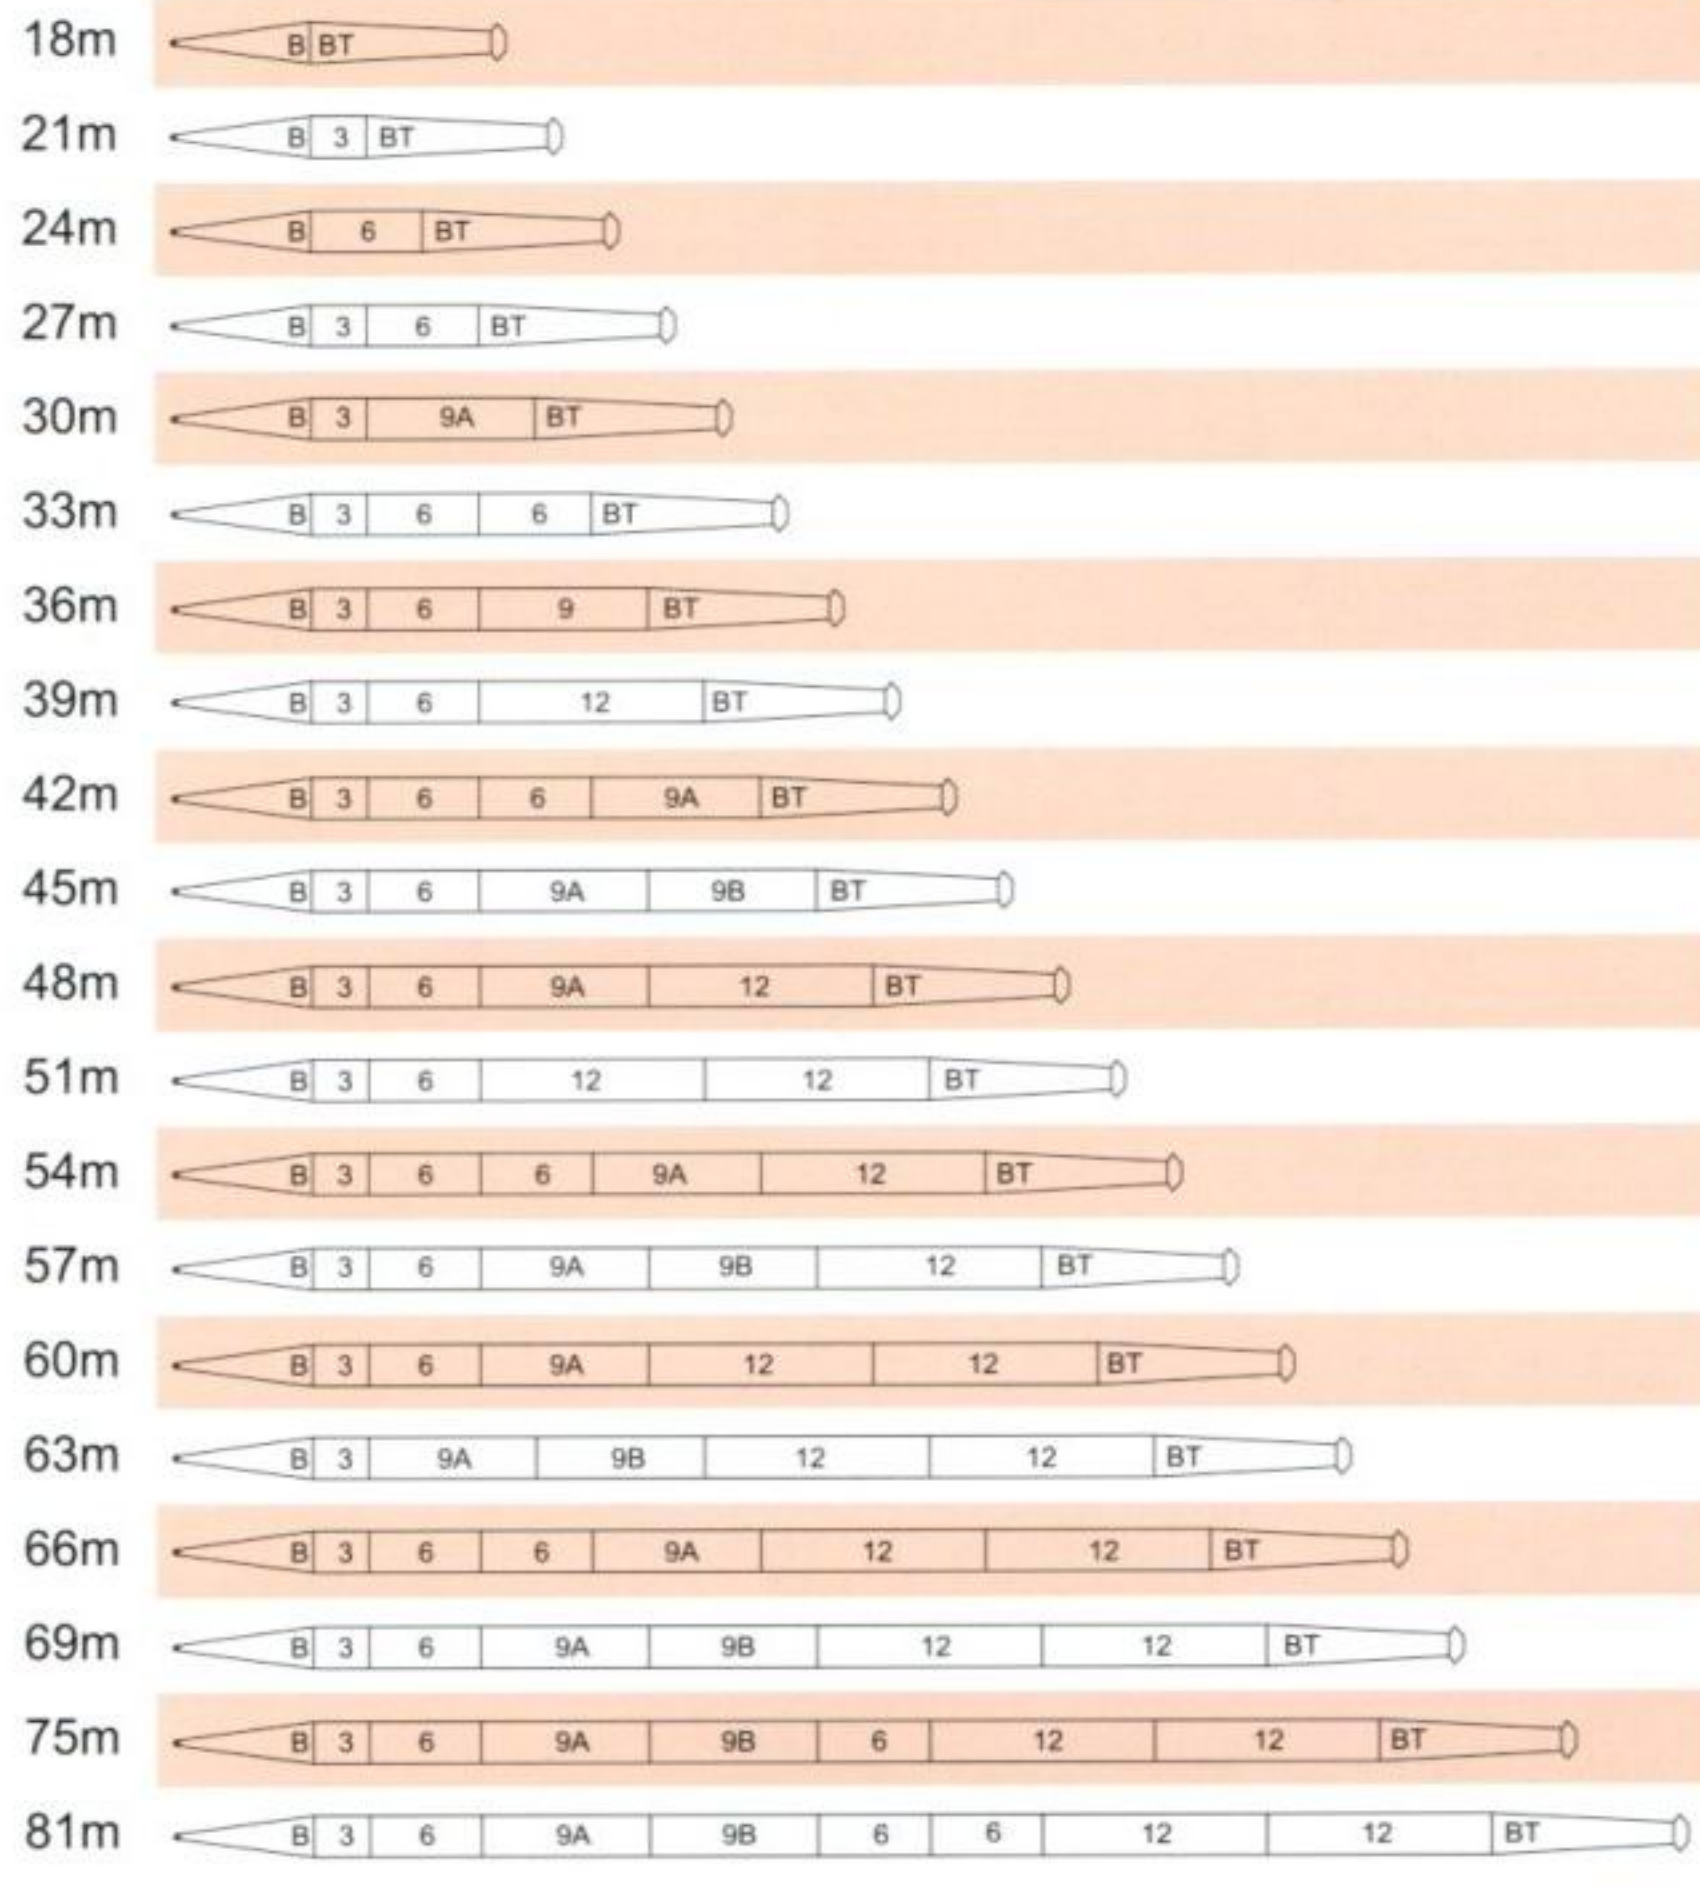 18m B BT
21m B 3 BT
24m B 6 BT
27m B 3 6 BT
30m B 3 9A BT
33m B 3 6 6 BT
36m B 3 6 9 BT
39m B 3 6 12 BT
42m B 3 6 6 9A BT
45m B 3 6 9A 9B BT
48m B 3 6 9A 12 BT
51m B 3 6 12 12 BT
54m B 3 6 6 9A 12 BT
57m B 3 6 9A 9B 12 BT
60m B 3 6 9A 12 12 BT
63m B 3 9A 9B 12 12 BT
66m B 3 6 6 9A 12 12 BT
69m B 3 6 9A 9B 12 12 BT
75m B 3 6 9A 9B 6 12 12 BT
81m B 3 6 9A 9B 6 6 12 12 BT